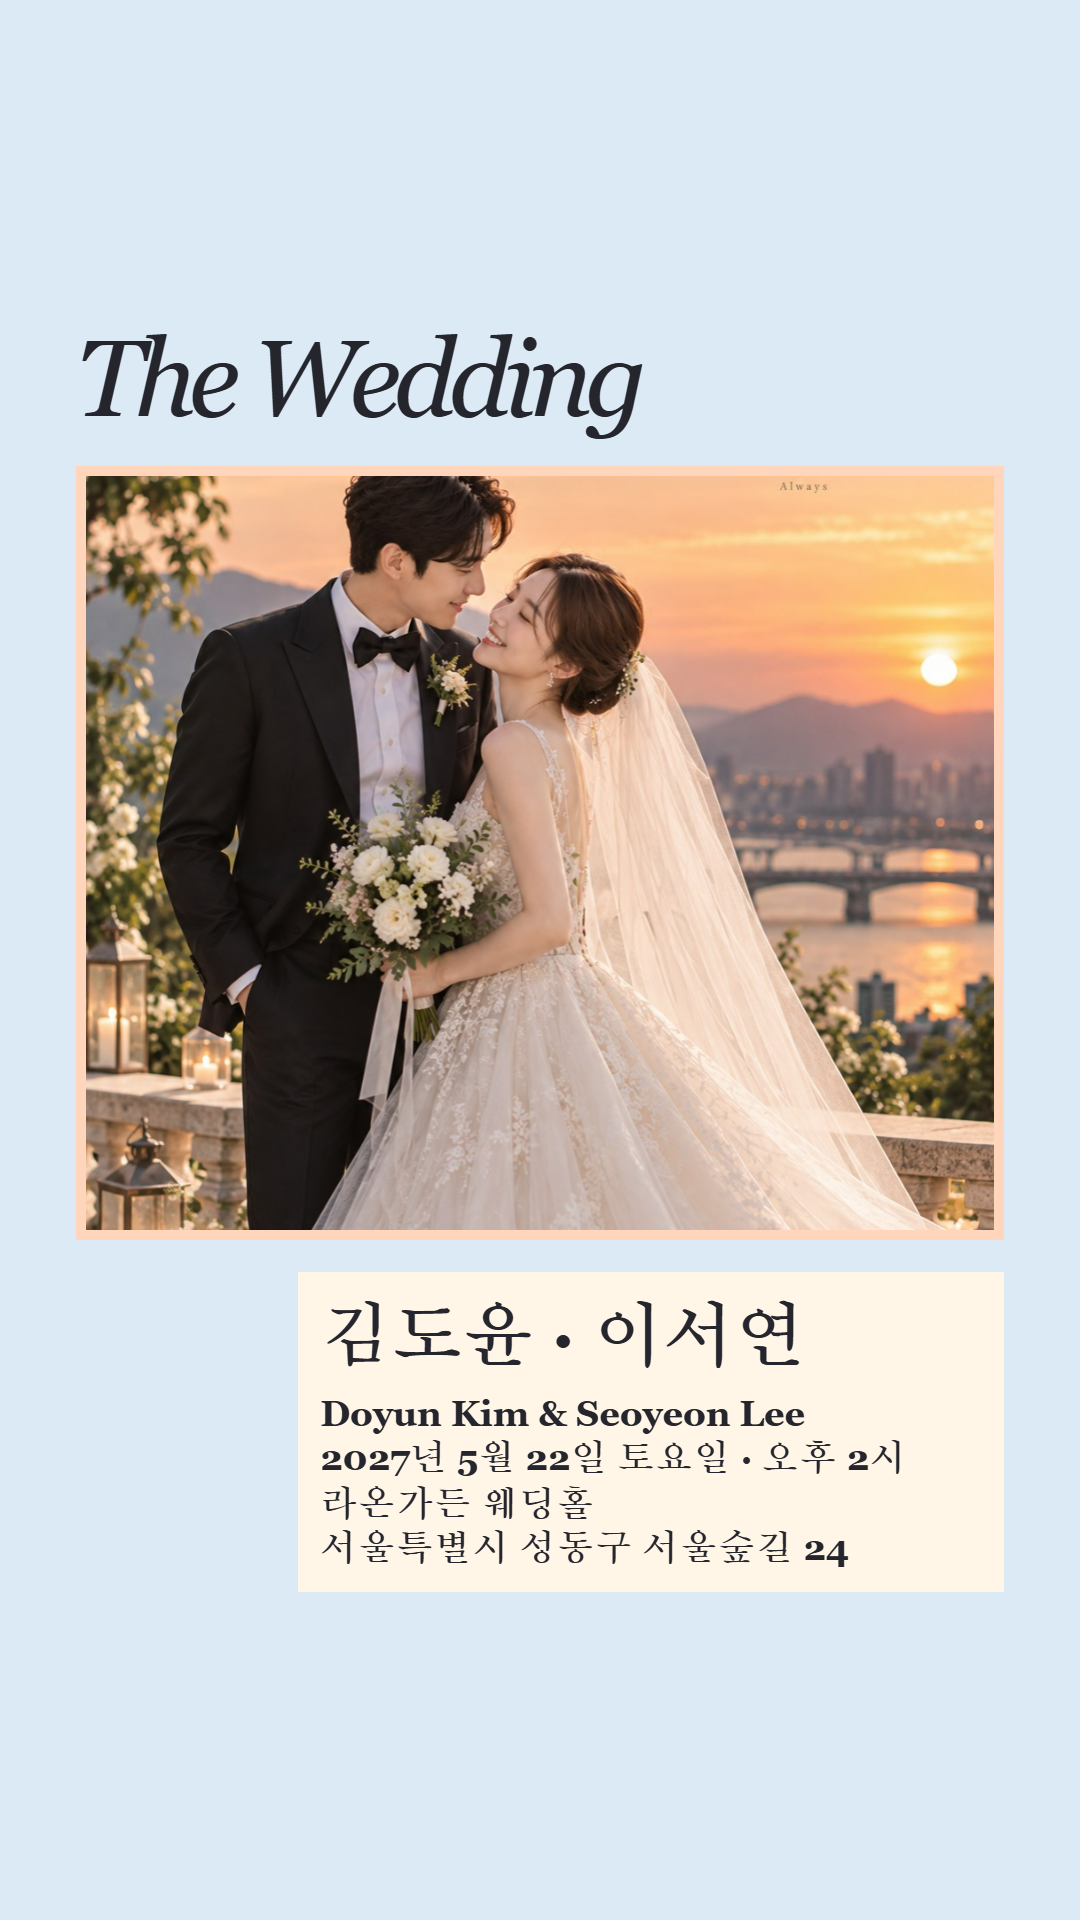 The Wedding
Always
김도윤 · 이서연
Doyun Kim & Seoyeon Lee
2027년 5월 22일 토요일 · 오후 2시
라온가든 웨딩홀
서울특별시 성동구 서울숲길 24